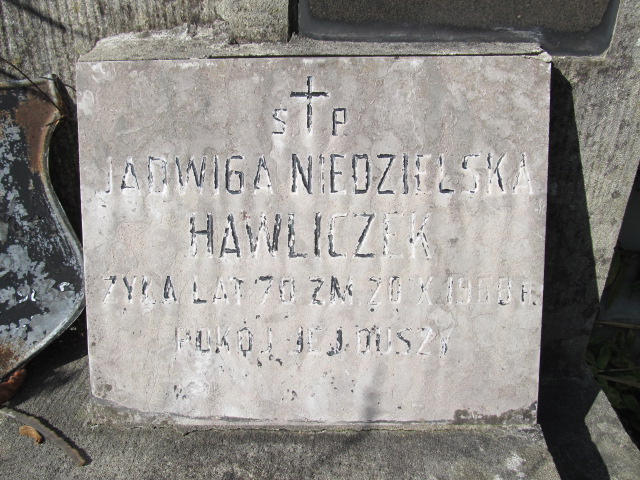 Ś P.
JADWIGA NIEDZIELSKA
HAWLICZEK
ŻYŁA LAT 70 ZM. 20 X
POKÓJ JEJ DUSZY